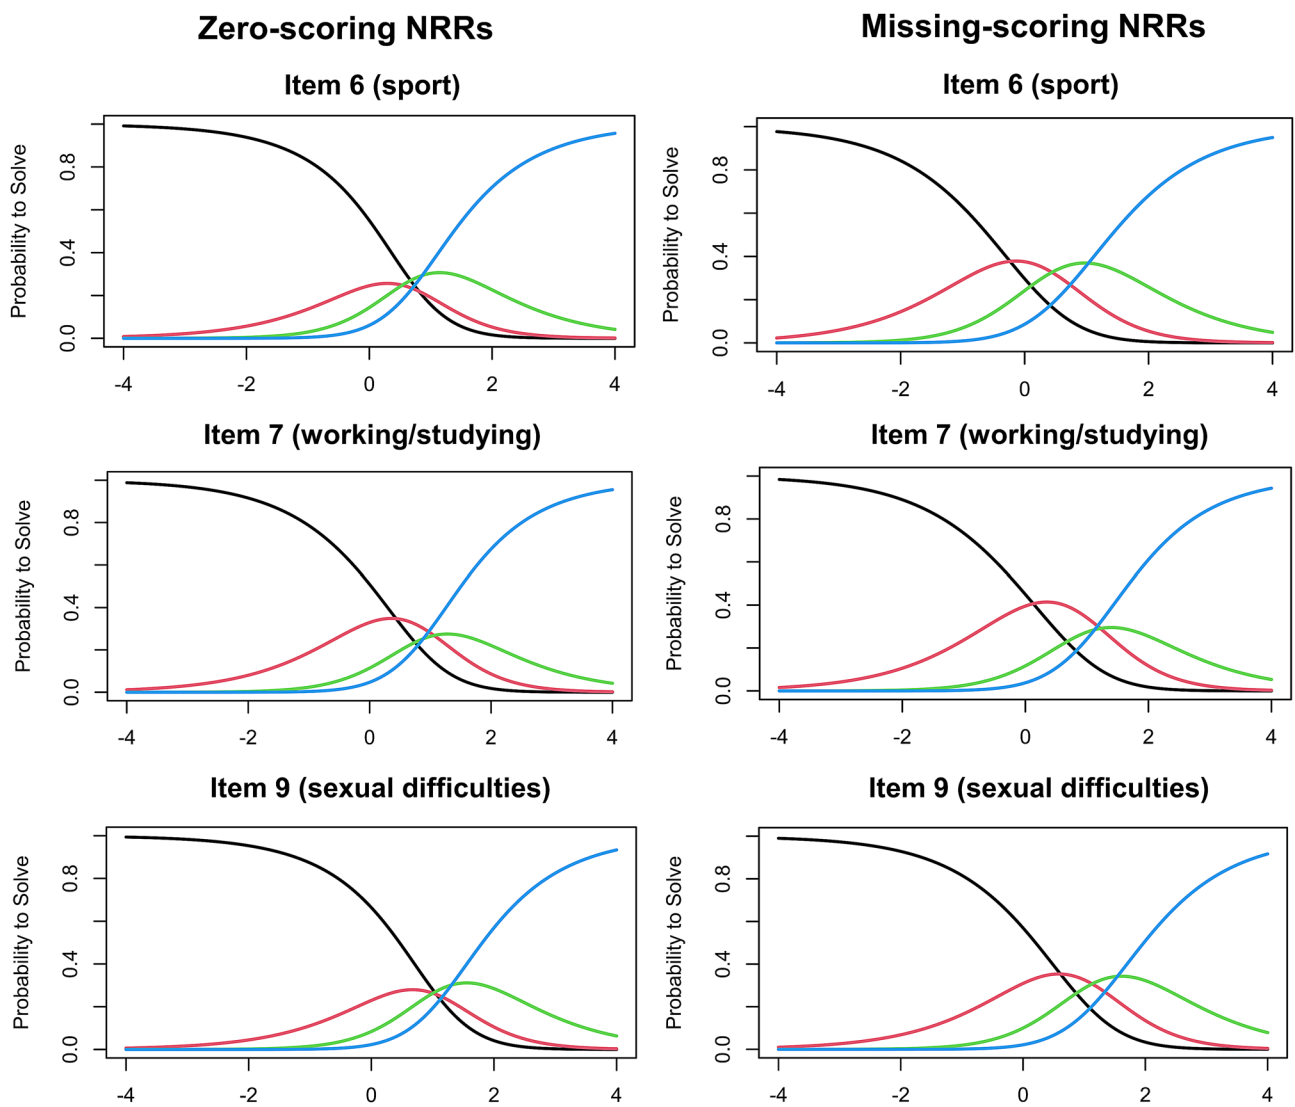 Zero-scoring NRRs
Missing-scoring NRRs
Item 6 (sport)
Probability to Solve
0.8
0.4
0.0
-4 -2 0 2 4
Item 6 (sport)
Probability to Solve
0.8
0.4
0.0
-4 -2 0 2 4
Item 7 (working/studying)
Probability to Solve
0.8
0.4
0.0
-4 -2 0 2 4
Item 7 (working/studying)
Probability to Solve
0.8
0.4
0.0
-4 -2 0 2 4
Item 9 (sexual difficulties)
Probability to Solve
0.8
0.4
0.0
-4 -2 0 2 4
Item 9 (sexual difficulties)
Probability to Solve
0.8
0.4
0.0
-4 -2 0 2 4